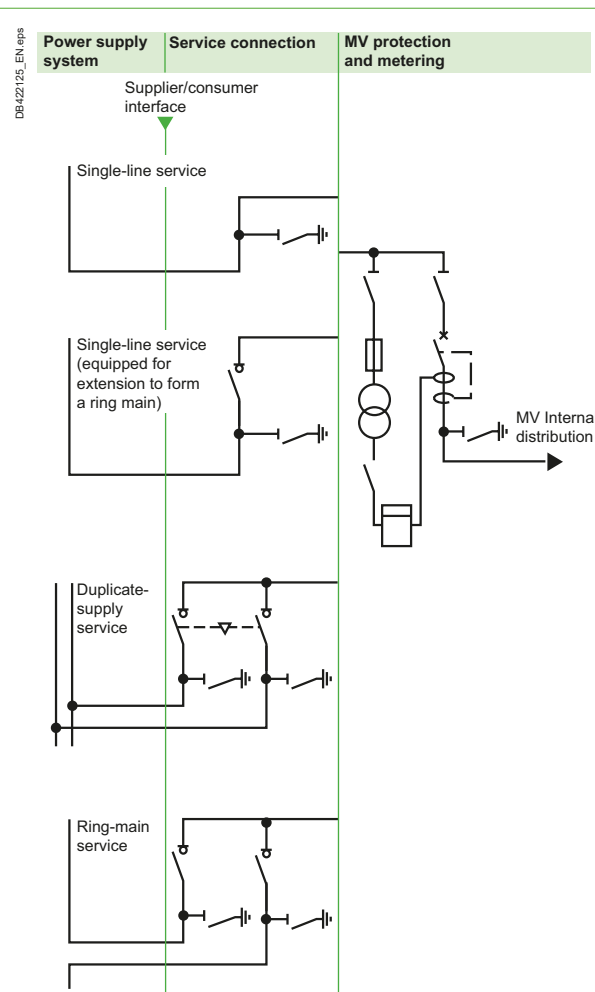 DB422125_EN.eps
Power supply
system
Service connection
MV protection
and metering
Supplier/consumer
interface
Single-line service
Single-line service
(equipped for
extension to form
a ring main)
MV Interna
distribution
Duplicate-
supply
service
Ring-main
service